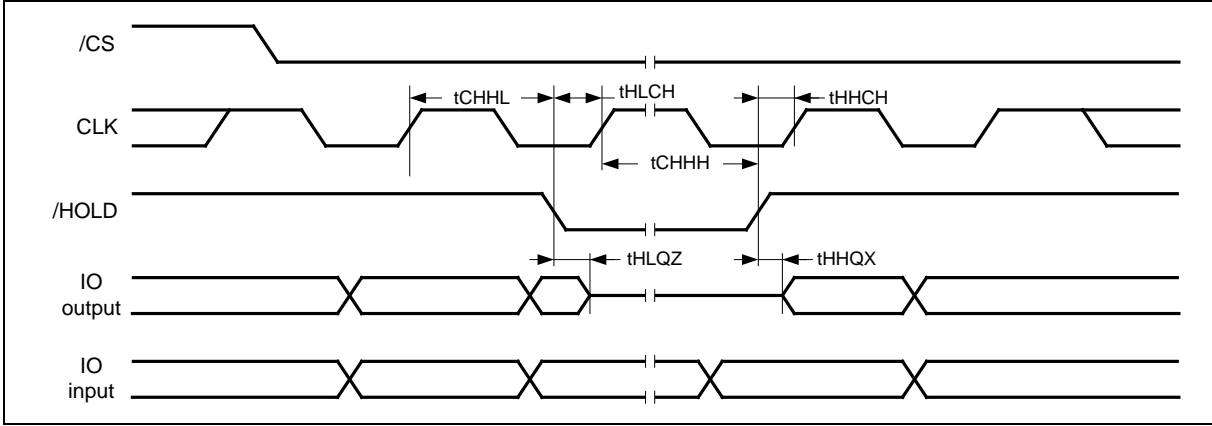 /CS
tCHHL
tHLCH
tHHCH
CLK
tCHHH
/HOLD
tHLQZ
tHHQX
IO
output
IO
input